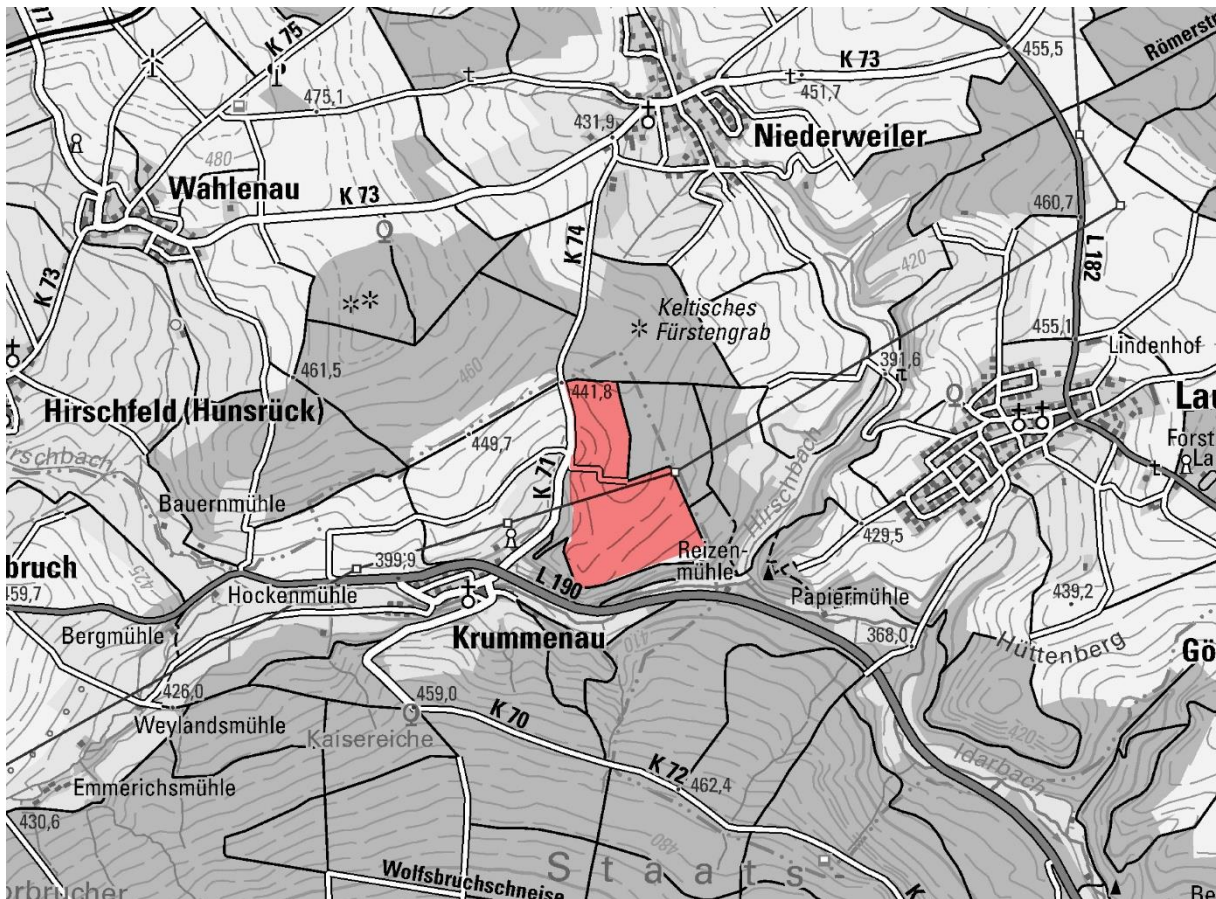 K 75
K 73
455,5
Römerstr
475,1
451,7
431,9
Niederweiler
480
Wahlenau
K 73
K 74
460,7
420
L 182
K 73
Keltisches
Fürstengrab
455,1
Lindenhof
391,6
461,5
460
441,8
Hirschfeld (Hunsrück)
Lau
449,7
Forst
La
K 71
Hirschbach
Bauernmühle
429,5
bruch
425
399,9
Reizen-
mühle
459,7
Hockenmühle
L 190
Papiermühle
439,2
Bergmühle
Krummenau
410
368,0
Hüttenberg
Gö
426,0
459,0
Weylandsmühle
K 70
420
Kaisereiche
Idarbach
K 72
462,4
Emmerichsmühle
430,6
480
Staats-
Wolfsbruchschneise
K
orbrucher
Be